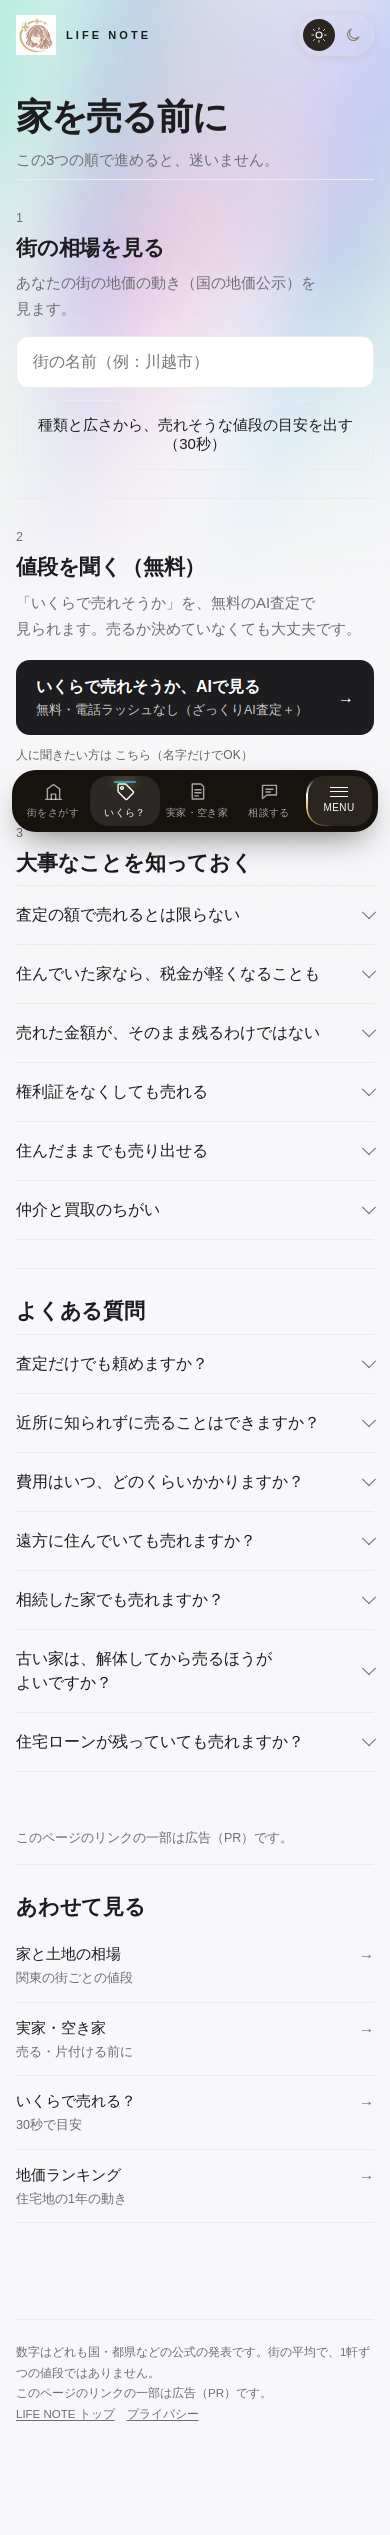 LIFE NOTE
家を売る前に
この3つの順で進めると、迷いません。
1
街の相場を見る
あなたの街の地価の動き（国の地価公示）を
見ます。
街の名前（例：川越市）
種類と広さから、売れそうな値段の目安を出す
（30秒）
2
値段を聞く（無料）
「いくらで売れそうか」を、無料のAI査定で
見られます。売るか決めていなくても大丈夫です。
いくらで売れそうか、AIで見る
無料・電話ラッシュなし（ざっくりAI査定＋）
→
人に聞きたい方は こちら（名字だけでOK）
街をさがす
いくら？
実家・空き家
相談する
MENU
3
大事なことを知っておく
査定の額で売れるとは限らない
住んでいた家なら、税金が軽くなることも
売れた金額が、そのまま残るわけではない
権利証をなくしても売れる
住んだままでも売り出せる
仲介と買取のちがい
よくある質問
査定だけでも頼めますか？
近所に知られずに売ることはできますか？
費用はいつ、どのくらいかかりますか？
遠方に住んでいても売れますか？
相続した家でも売れますか？
古い家は、解体してから売るほうが
よいですか？
住宅ローンが残っていても売れますか？
このページのリンクの一部は広告（PR）です。
あわせて見る
家と土地の相場
→
関東の街ごとの値段
実家・空き家
→
売る・片付ける前に
いくらで売れる？
→
30秒で目安
地価ランキング
→
住宅地の1年の動き
数字はどれも国・都県などの公式の発表です。街の平均で、1軒ず
つの値段ではありません。
このページのリンクの一部は広告（PR）です。
LIFE NOTE トップ プライバシー